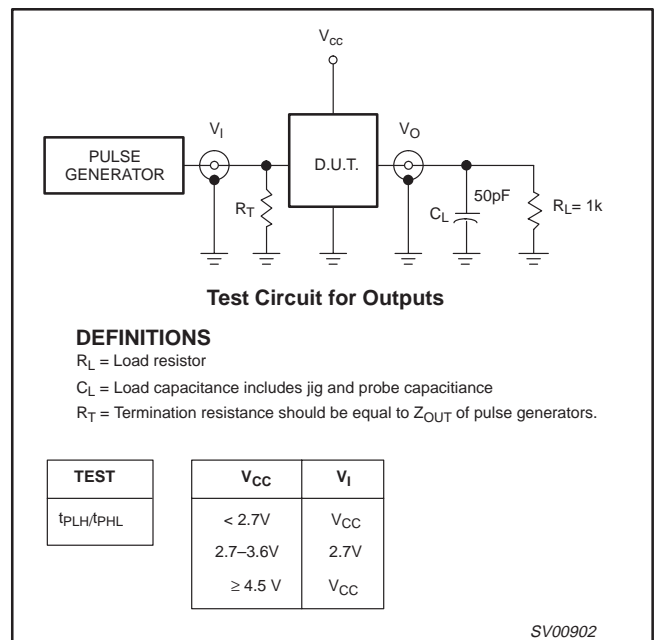 Vcc
VI
VO
PULSE GENERATOR
D.U.T.
RT
50pF
CL
RL= 1k
Test Circuit for Outputs
DEFINITIONS
RL = Load resistor
CL = Load capacitance includes jig and probe capacitiance
RT = Termination resistance should be equal to ZOUT of pulse generators.
TEST
tPLH/tPHL
VCC VI
< 2.7V VCC
2.7–3.6V 2.7V
≥ 4.5 V VCC
SV00902